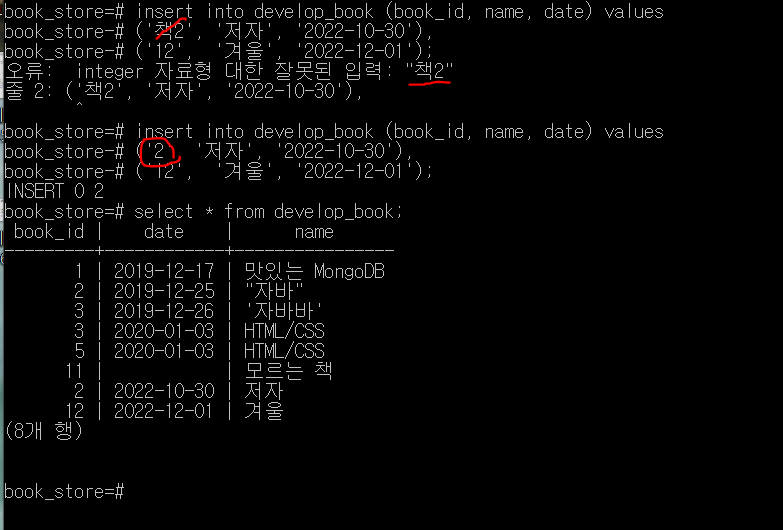 book_store=# insert into develop_book (book_id, name, date) values
book_store-# ('책2', '저자', '2022-10-30'),
book_store-# ('12', '겨울', '2022-12-01');
오류:  integer 자료형 대한 잘못된 입력: "책2"
줄 2: ('책2', '저자', '2022-10-30'),
^
book_store=# insert into develop_book (book_id, name, date) values
book_store-# ('2', '저자', '2022-10-30'),
book_store-# ('12', '겨울', '2022-12-01');
INSERT 0 2
book_store=# select * from develop_book;
book_id |    date    |      name
---------+------------+----------------
1 | 2019-12-17 | 맛있는 MongoDB
2 | 2019-12-25 | "자바"
3 | 2019-12-26 | '자바바'
3 | 2020-01-03 | HTML/CSS
5 | 2020-01-03 | HTML/CSS
11 |            | 모르는 책
2 | 2022-10-30 | 저자
12 | 2022-12-01 | 겨울
(8개 행)
book_store=#